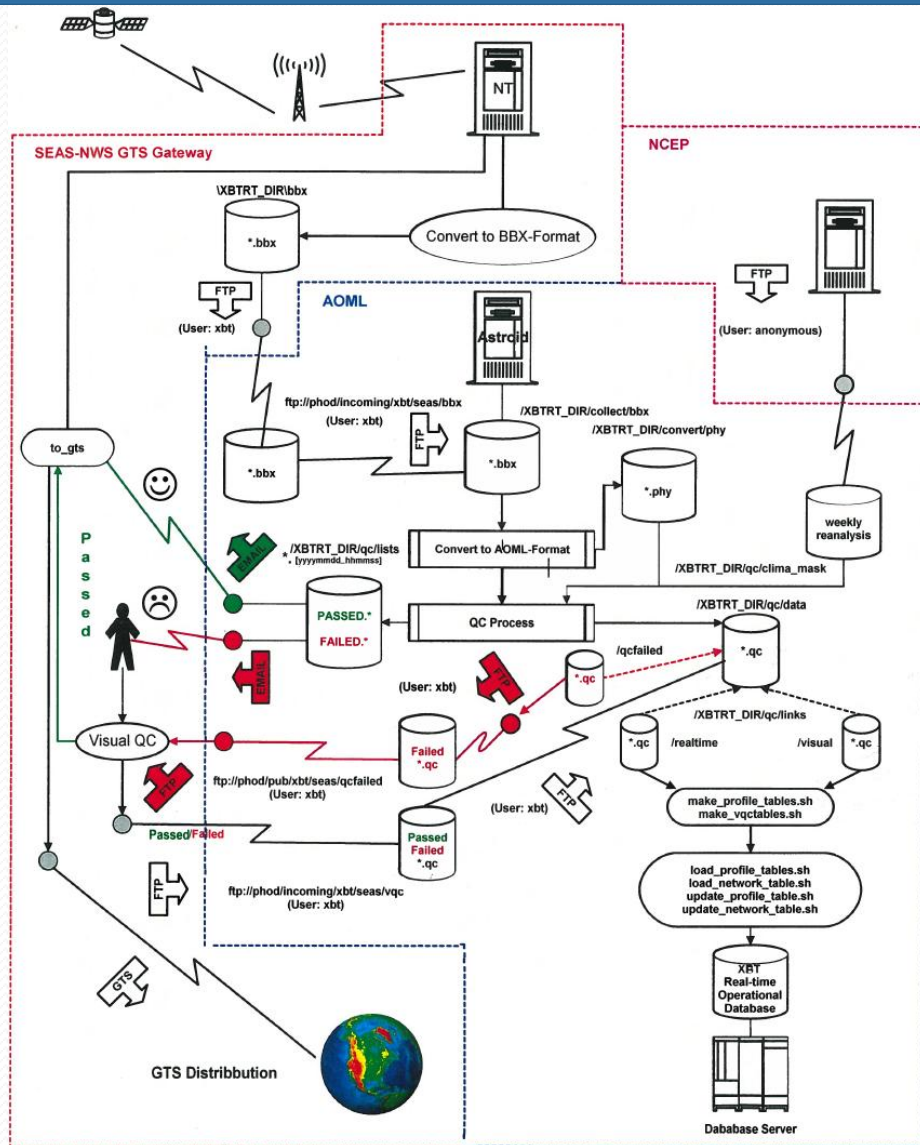 NT
SEAS-NWS GTS Gateway
NCEP
\XBTRT_DIR\bbx
*.bbx
Convert to BBX-Format
FTP
(User: xbt)
AOML
FTP
(User: anonymous)
Astroid
ftp://phod/incoming/xbt/seas/bbx
(User: xbt)
FTP
/XBTRT_DIR/collect/bbx
/XBTRT_DIR/convert/phy
to_gts
*.bbx
*.bbx
*.phy
weekly
reanalysis
Passed
EMAIL
/XBTRT_DIR/qc/lists
*. [yyyymmdd_hhmmss]
Convert to AOML-Format
/XBTRT_DIR/qc/clima_mask
PASSED.*
FAILED.*
QC Process
/XBTRT_DIR/qc/data
*.qc
EMAIL
(User: xbt)
FTP
*.qc
/qcfailed
/XBTRT_DIR/qc/links
Visual QC
Failed
*.qc
*.qc
/realtime
/visual
*.qc
FTP
ftp://phod/pub/xbt/seas/qcfailed
(User: xbt)
(User: xbt)
FTP
make_profile_tables.sh
make_vqctables.sh
Passed/Failed
Passed
Failed
*.qc
FTP
ftp://phod/incoming/xbt/seas/vqc
(User: xbt)
load_profile_tables.sh
load_network_table.sh
update_profile_table.sh
update_network_table.sh
GTS
XBT
Real-time
Operational
Database
GTS Distribbution
Dababase Server